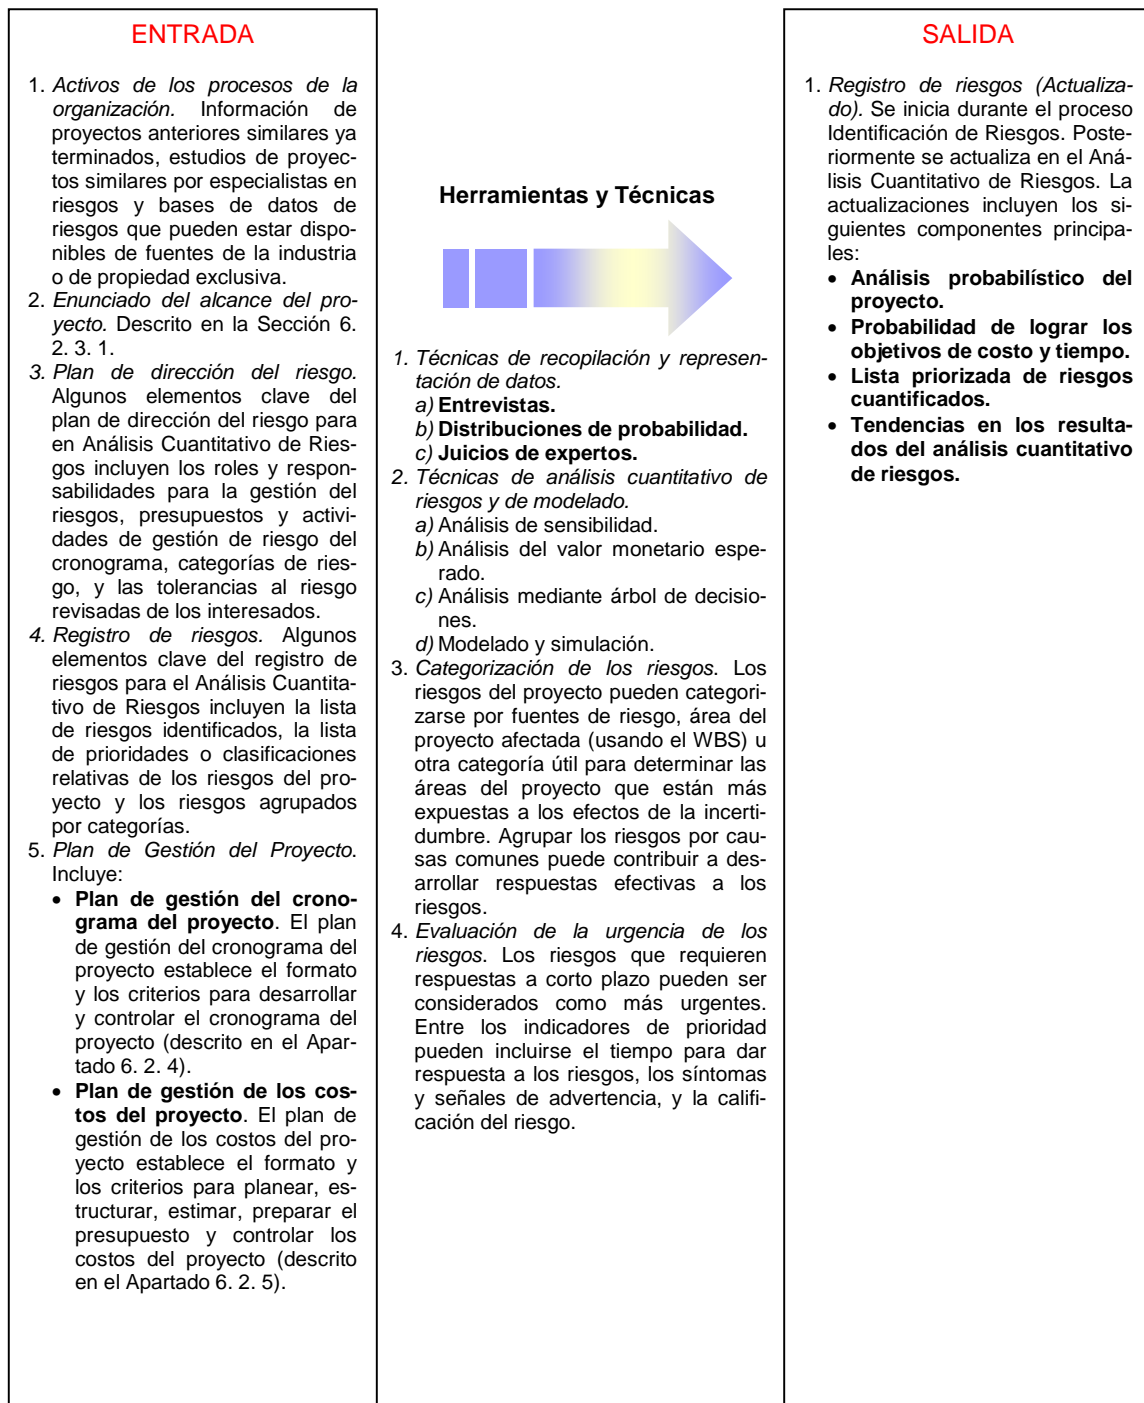 ENTRADA
1. Activos de los procesos de la
organización. Información de
proyectos anteriores similares ya
terminados, estudios de proyec-
tos similares por especialistas en
riesgos y bases de datos de
riesgos que pueden estar dispo-
nibles de fuentes de la industria
o de propiedad exclusiva.
2. Enunciado del alcance del pro-
yecto. Descrito en la Sección 6.
2. 3. 1.
3. Plan de dirección del riesgo.
Algunos elementos clave del
plan de dirección del riesgo para
en Análisis Cuantitativo de Ries-
gos incluyen los roles y respon-
sabilidades para la gestión del
riesgos, presupuestos y activi-
dades de gestión de riesgo del
cronograma, categorías de ries-
go, y las tolerancias al riesgo
revisadas de los interesados.
4. Registro de riesgos. Algunos
elementos clave del registro de
riesgos para el Análisis Cuantita-
tivo de Riesgos incluyen la lista
de riesgos identificados, la lista
de prioridades o clasificaciones
relativas de los riesgos del pro-
yecto y los riesgos agrupados
por categorías.
5. Plan de Gestión del Proyecto.
Incluye:
• Plan de gestión del crono-
grama del proyecto. El plan
de gestión del cronograma del
proyecto establece el formato
y los criterios para desarrollar
y controlar el cronograma del
proyecto (descrito en el Apar-
tado 6. 2. 4).
• Plan de gestión de los cos-
tos del proyecto. El plan de
gestión de los costos del pro-
yecto establece el formato y
los criterios para planear, es-
tructurar, estimar, preparar el
presupuesto y controlar los
costos del proyecto (descrito
en el Apartado 6. 2. 5).
Herramientas y Técnicas
1. Técnicas de recopilación y represen-
tación de datos.
a) Entrevistas.
b) Distribuciones de probabilidad.
c) Juicios de expertos.
2. Técnicas de análisis cuantitativo de
riesgos y de modelado.
a) Análisis de sensibilidad.
b) Análisis del valor monetario espe-
rado.
c) Análisis mediante árbol de decisio-
nes.
d) Modelado y simulación.
3. Categorización de los riesgos. Los
riesgos del proyecto pueden categori-
zarse por fuentes de riesgo, área del
proyecto afectada (usando el WBS) u
otra categoría útil para determinar las
áreas del proyecto que están más
expuestas a los efectos de la incerti-
dumbre. Agrupar los riesgos por cau-
sas comunes puede contribuir a des-
arrollar respuestas efectivas a los
riesgos.
4. Evaluación de la urgencia de los
riesgos. Los riesgos que requieren
respuestas a corto plazo pueden ser
considerados como más urgentes.
Entre los indicadores de prioridad
pueden incluirse el tiempo para dar
respuesta a los riesgos, los síntomas
y señales de advertencia, y la califi-
cación del riesgo.
SALIDA
1. Registro de riesgos (Actualiza-
do). Se inicia durante el proceso
Identificación de Riesgos. Poste-
riormente se actualiza en el Aná-
lisis Cuantitativo de Riesgos. La
actualizaciones incluyen los si-
guientes componentes principa-
les:
• Análisis probabilístico del
proyecto.
• Probabilidad de lograr los
objetivos de costo y tiempo.
• Lista priorizada de riesgos
cuantificados.
• Tendencias en los resulta-
dos del análisis cuantitativo
de riesgos.